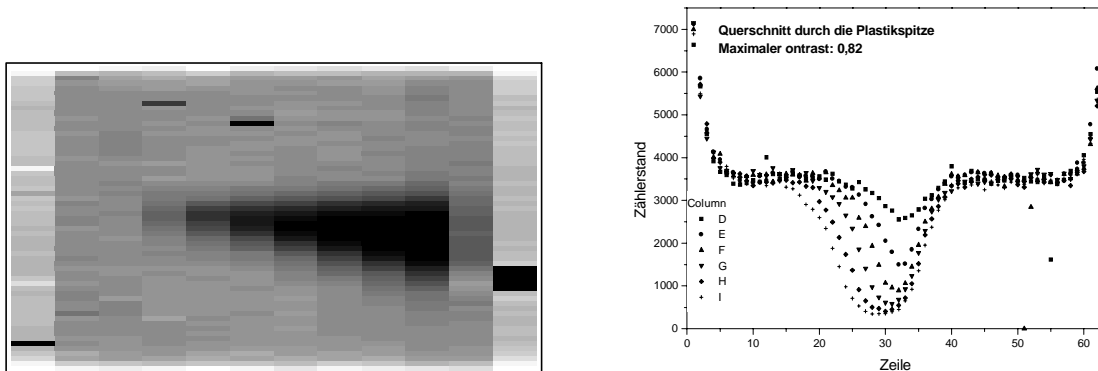 7000
6000
5000
4000
3000
2000
1000
0
Zählerstand
Querschnitt durch die Plastikspitze
Maximaler ontrast: 0,82
Column
D
E
F
G
H
I
0 10 20 30 40 50 60
Zeile